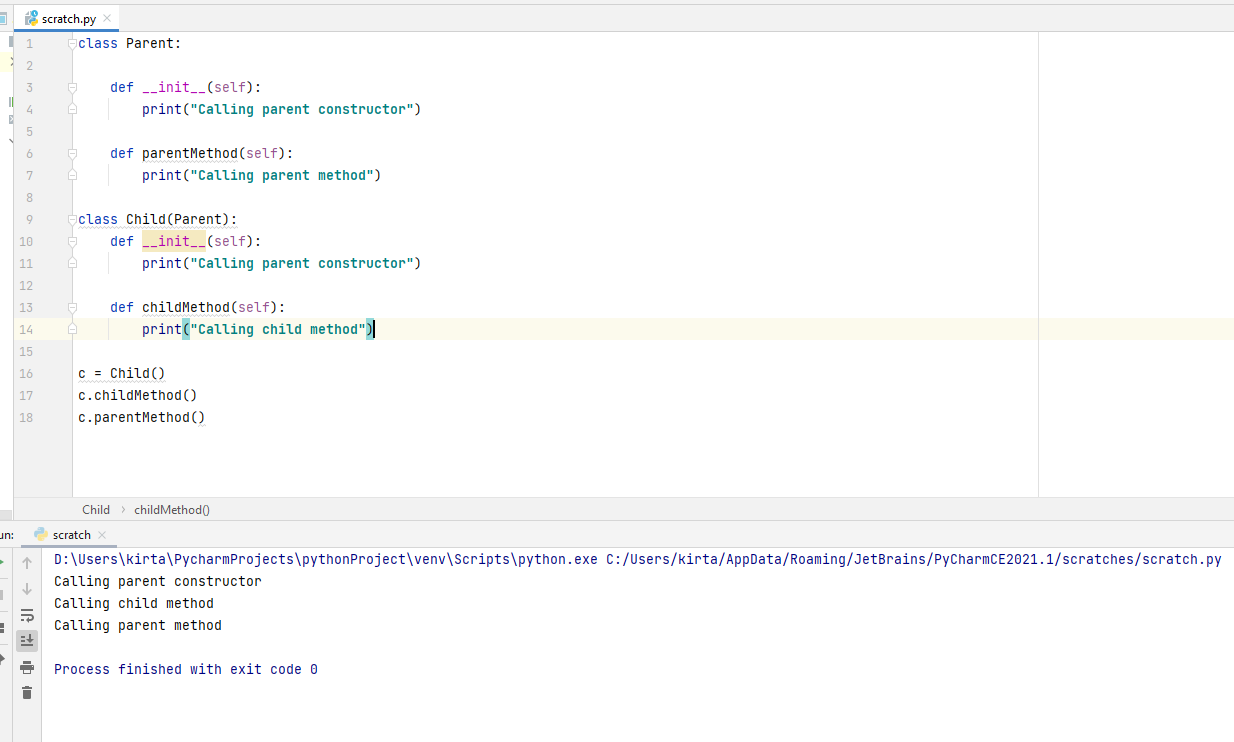 scratch.py
1 class Parent:
2
3     def __init__(self):
4         print("Calling parent constructor")
5
6     def parentMethod(self):
7         print("Calling parent method")
8
9 class Child(Parent):
10     def __init__(self):
11         print("Calling parent constructor")
12
13     def childMethod(self):
14         print("Calling child method")
15
16 c = Child()
17 c.childMethod()
18 c.parentMethod()
Child › childMethod()
un: scratch
D:\Users\kirta\PycharmProjects\pythonProject\venv\Scripts\python.exe C:/Users/kirta/AppData/Roaming/JetBrains/PyCharmCE2021.1/scratches/scratch.py
Calling parent constructor
Calling child method
Calling parent method
Process finished with exit code 0